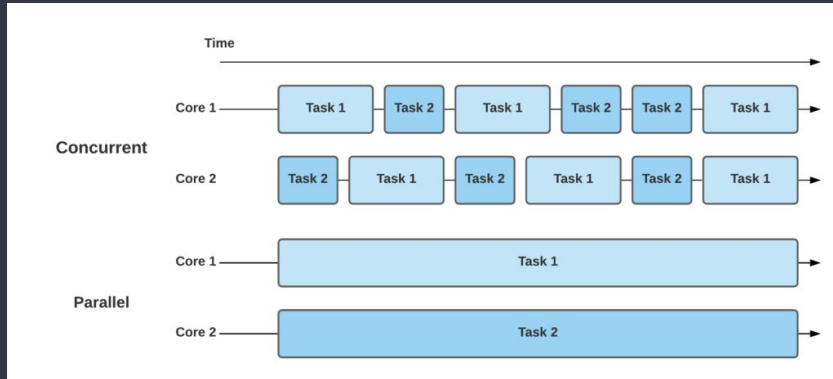 Time
Core 1 Task 1 Task 2 Task 1 Task 2 Task 2 Task 1
Concurrent
Core 2 Task 2 Task 1 Task 2 Task 1 Task 2 Task 1
Core 1 Task 1
Parallel
Core 2 Task 2